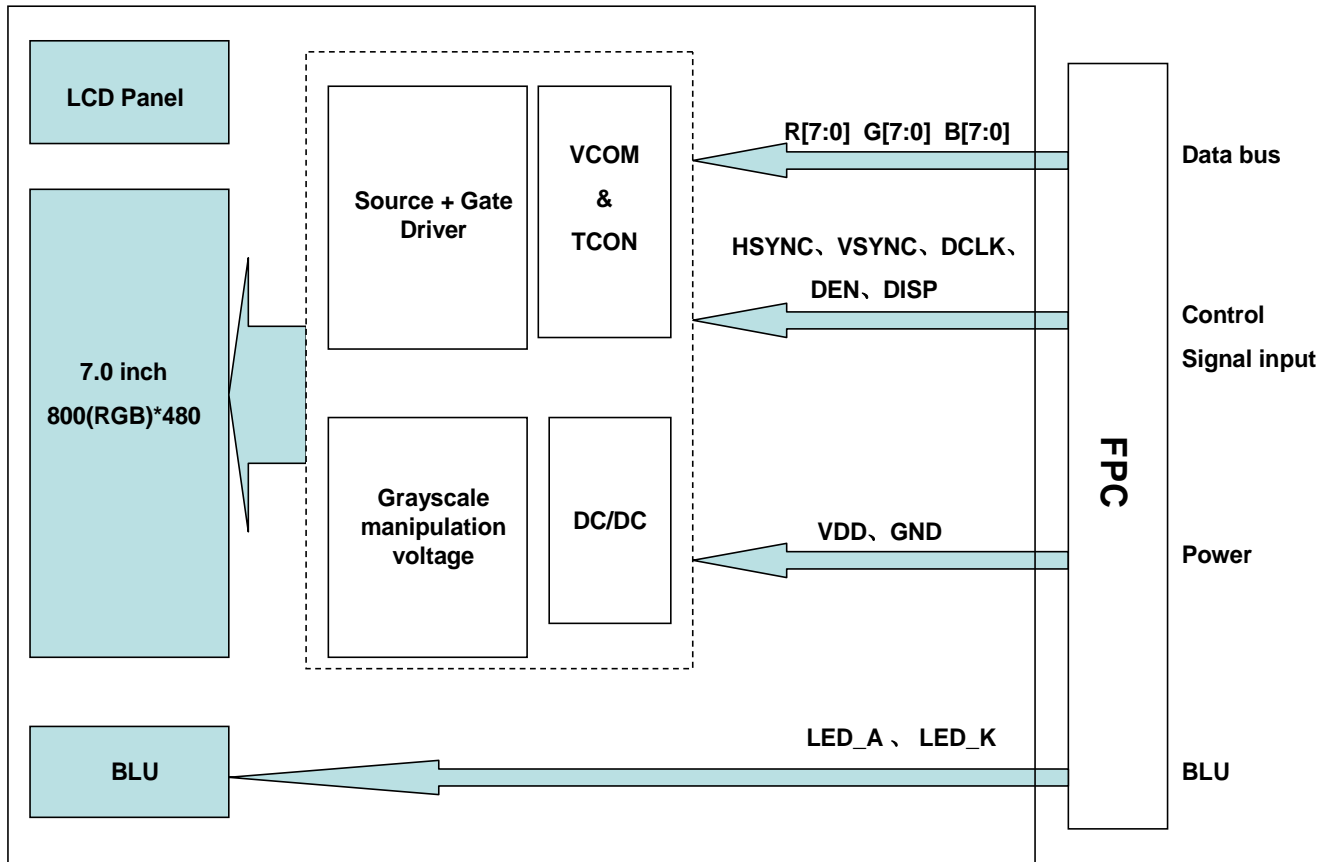 LCD Panel
7.0 inch
800(RGB)*480
BLU
Source + Gate
Driver
VCOM
&
TCON
Grayscale
manipulation
voltage
DC/DC
R[7:0] G[7:0] B[7:0]
HSYNC、VSYNC、DCLK、
DEN、DISP
VDD、GND
LED_A 、 LED_K
FPC
Data bus
Control
Signal input
Power
BLU